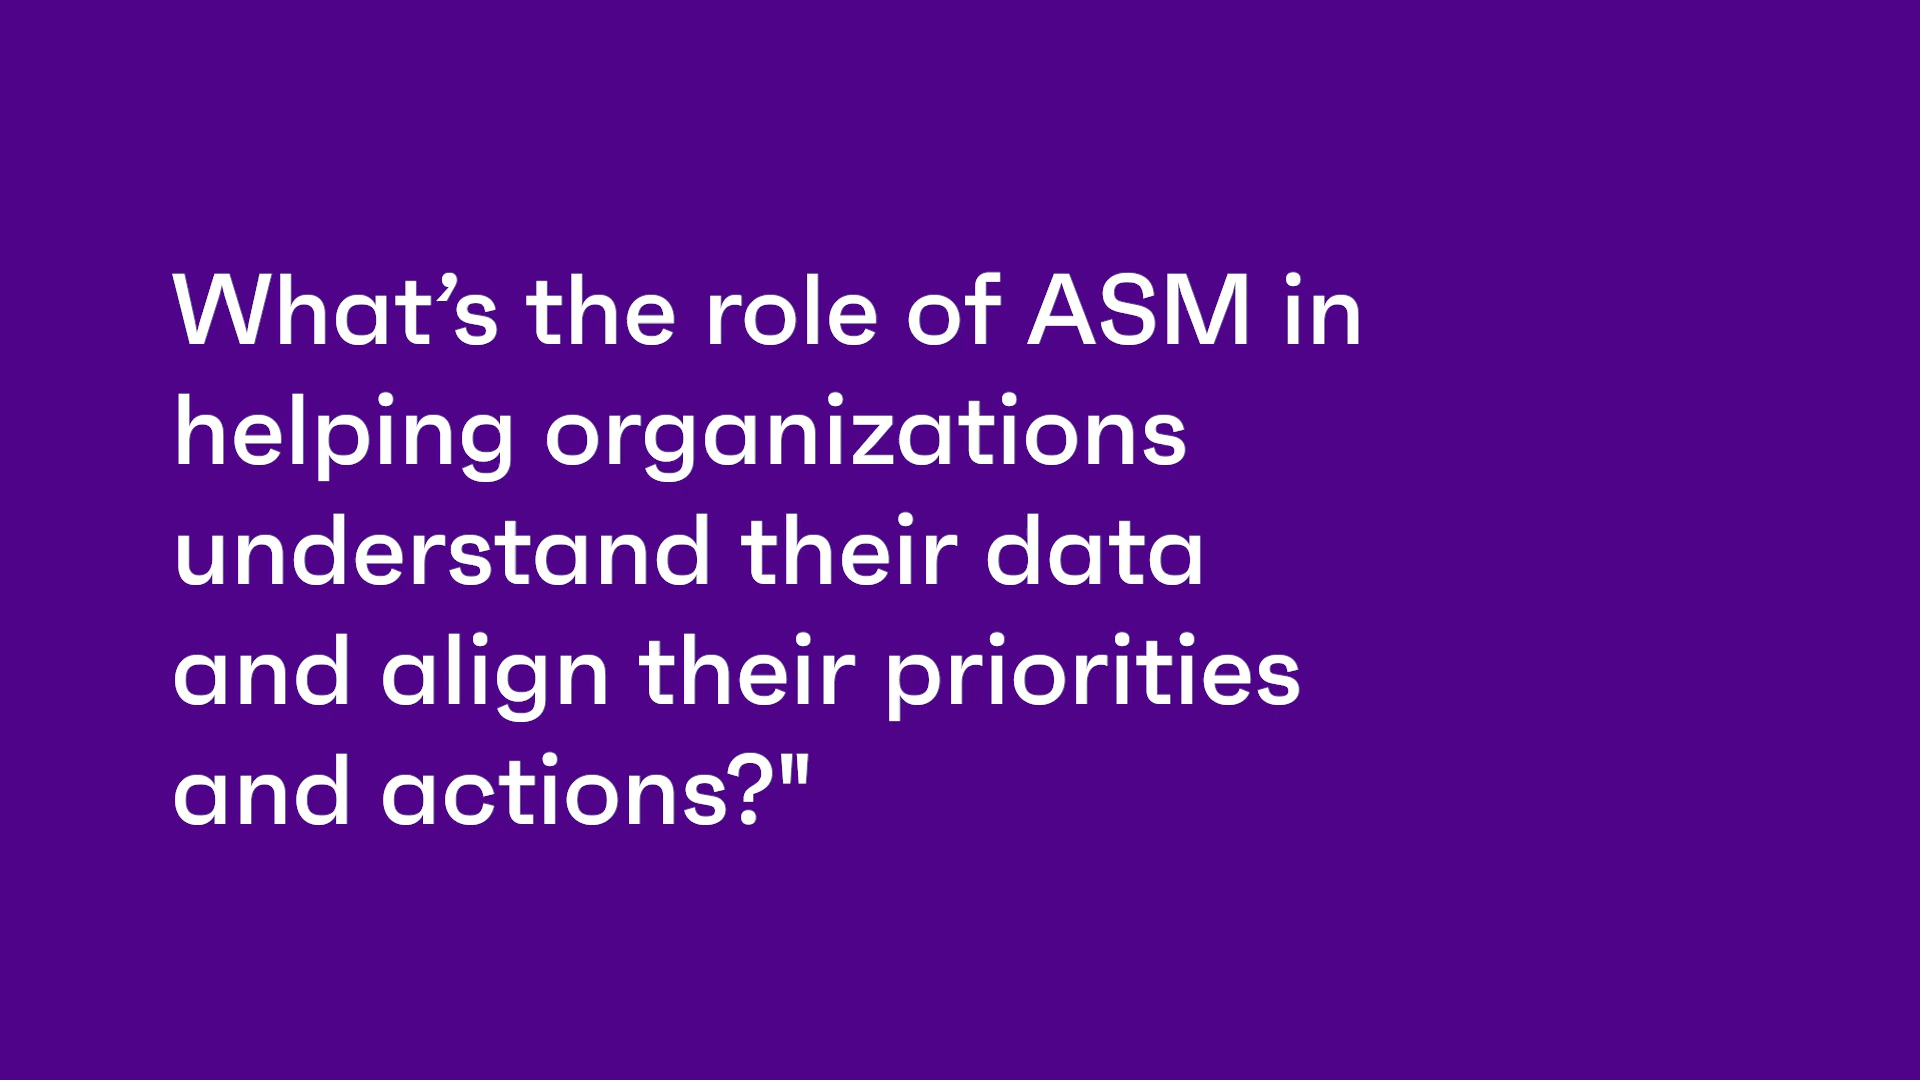 What’s the role of ASM in
helping organizations
understand their data
and align their priorities
and actions?"